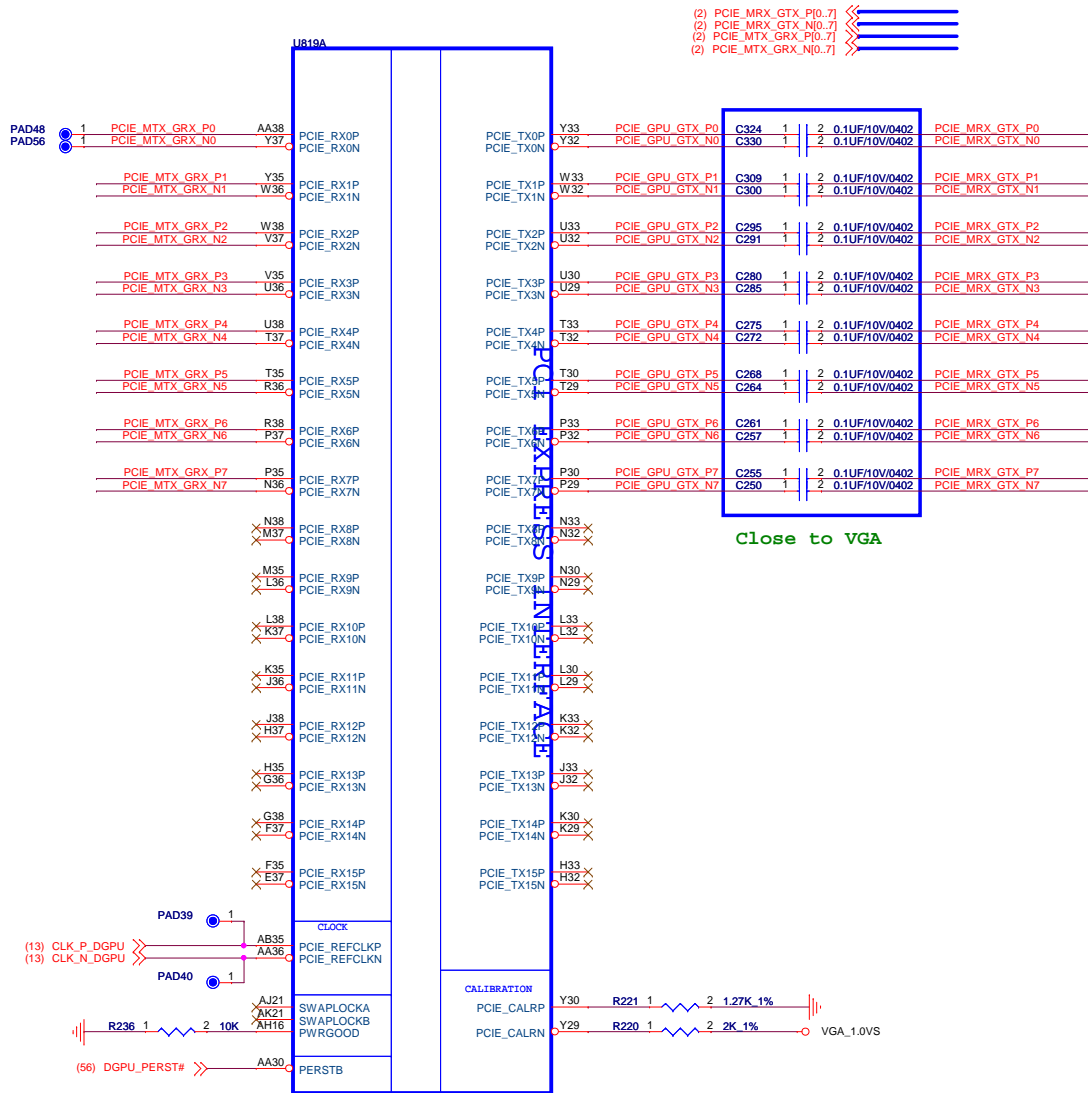 (2) PCIE_MRX_GTX_P[0..7]
(2) PCIE_MRX_GTX_N[0..7]
(2) PCIE_MTX_GRX_P[0..7]
(2) PCIE_MTX_GRX_N[0..7]
U819A
PAD48 1 PCIE_MTX_GRX_P0 AA38 PCIE_RX0P PCIE_TX0P Y33 PCIE_GPU_GTX_P0 C324 1 2 0.1UF/10V/0402 PCIE_MRX_GTX_P0
PAD56 1 PCIE_MTX_GRX_N0 Y37 PCIE_RX0N PCIE_TX0N Y32 PCIE_GPU_GTX_N0 C330 1 2 0.1UF/10V/0402 PCIE_MRX_GTX_N0
PCIE_MTX_GRX_P1 Y35 PCIE_RX1P PCIE_TX1P W33 PCIE_GPU_GTX_P1 C309 1 2 0.1UF/10V/0402 PCIE_MRX_GTX_P1
PCIE_MTX_GRX_N1 W36 PCIE_RX1N PCIE_TX1N W32 PCIE_GPU_GTX_N1 C300 1 2 0.1UF/10V/0402 PCIE_MRX_GTX_N1
PCIE_MTX_GRX_P2 W38 PCIE_RX2P PCIE_TX2P U33 PCIE_GPU_GTX_P2 C295 1 2 0.1UF/10V/0402 PCIE_MRX_GTX_P2
PCIE_MTX_GRX_N2 V37 PCIE_RX2N PCIE_TX2N U32 PCIE_GPU_GTX_N2 C291 1 2 0.1UF/10V/0402 PCIE_MRX_GTX_N2
PCIE_MTX_GRX_P3 V35 PCIE_RX3P PCIE_TX3P U30 PCIE_GPU_GTX_P3 C280 1 2 0.1UF/10V/0402 PCIE_MRX_GTX_P3
PCIE_MTX_GRX_N3 U36 PCIE_RX3N PCIE_TX3N U29 PCIE_GPU_GTX_N3 C285 1 2 0.1UF/10V/0402 PCIE_MRX_GTX_N3
PCIE_MTX_GRX_P4 U38 PCIE_RX4P PCIE_TX4P T33 PCIE_GPU_GTX_P4 C275 1 2 0.1UF/10V/0402 PCIE_MRX_GTX_P4
PCIE_MTX_GRX_N4 T37 PCIE_RX4N PCIE_TX4N T32 PCIE_GPU_GTX_N4 C272 1 2 0.1UF/10V/0402 PCIE_MRX_GTX_N4
PCIE_MTX_GRX_P5 T35 PCIE_RX5P PCIE_TX5P T30 PCIE_GPU_GTX_P5 C268 1 2 0.1UF/10V/0402 PCIE_MRX_GTX_P5
PCIE_MTX_GRX_N5 R36 PCIE_RX5N PCIE_TX5N T29 PCIE_GPU_GTX_N5 C264 1 2 0.1UF/10V/0402 PCIE_MRX_GTX_N5
PCIE_MTX_GRX_P6 R38 PCIE_RX6P PCIE_TX6P P33 PCIE_GPU_GTX_P6 C261 1 2 0.1UF/10V/0402 PCIE_MRX_GTX_P6
PCIE_MTX_GRX_N6 P37 PCIE_RX6N PCIE_TX6N P32 PCIE_GPU_GTX_N6 C257 1 2 0.1UF/10V/0402 PCIE_MRX_GTX_N6
PCIE_MTX_GRX_P7 P35 PCIE_RX7P PCIE_TX7P P30 PCIE_GPU_GTX_P7 C255 1 2 0.1UF/10V/0402 PCIE_MRX_GTX_P7
PCIE_MTX_GRX_N7 N36 PCIE_RX7N PCIE_TX7N P29 PCIE_GPU_GTX_N7 C250 1 2 0.1UF/10V/0402 PCIE_MRX_GTX_N7
N38 PCIE_RX8P PCIE_TX8P N33
M37 PCIE_RX8N PCIE_TX8N N32
Close to VGA
M35 PCIE_RX9P PCIE_TX9P N30
L36 PCIE_RX9N PCIE_TX9N N29
L38 PCIE_RX10P PCIE_TX10P L33
K37 PCIE_RX10N PCIE_TX10N L32
K35 PCIE_RX11P PCIE_TX11P L30
J36 PCIE_RX11N PCIE_TX11N L29
J38 PCIE_RX12P PCIE_TX12P K33
H37 PCIE_RX12N PCIE_TX12N K32
H35 PCIE_RX13P PCIE_TX13P J33
G36 PCIE_RX13N PCIE_TX13N J32
G38 PCIE_RX14P PCIE_TX14P K30
F37 PCIE_RX14N PCIE_TX14N K29
F35 PCIE_RX15P PCIE_TX15P H33
E37 PCIE_RX15N PCIE_TX15N H32
PCI EXPRESS INTERFACE
PAD39 1
CLOCK
(13) CLK_P_DGPU AB35 PCIE_REFCLKP
(13) CLK_N_DGPU AA36 PCIE_REFCLKN
PAD40 1
CALIBRATION
AJ21 SWAPLOCKA PCIE_CALRP Y30 R221 1 2 1.27K_1%
AK21 SWAPLOCKB
R236 1 2 10K AH16 PWRGOOD PCIE_CALRN Y29 R220 1 2 2K_1% VGA_1.0VS
(56) DGPU_PERST# AA30 PERSTB